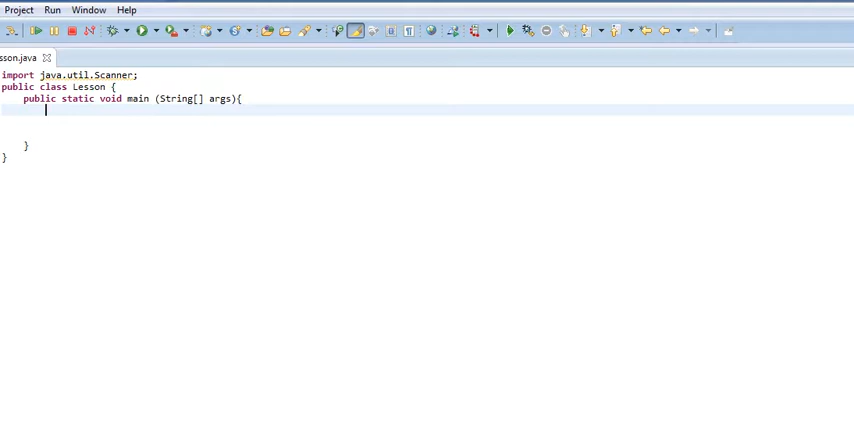 Project Run Window Help
sson.java
import java.util.Scanner;
public class Lesson {
public static void main (String[] args){
}
}